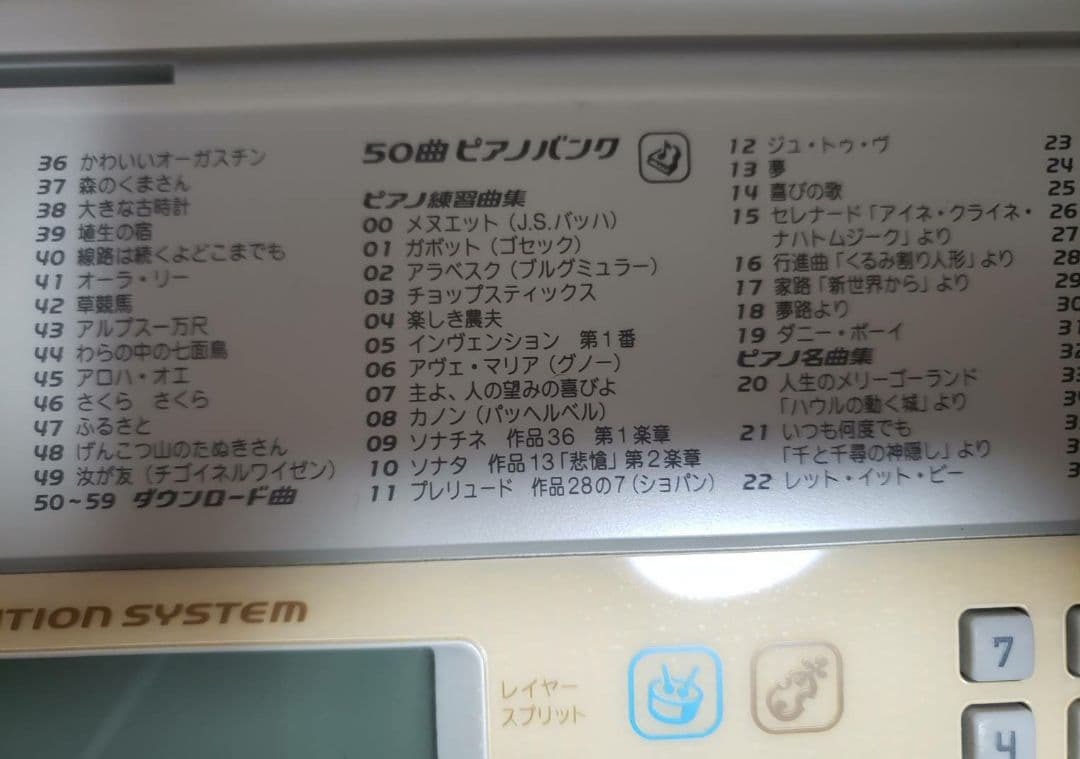 36 かわいいオーガスチン
37 森のくまさん
38 大きな古時計
39 埴生の宿
40 線路は続くよどこまでも
41 オーラ・リー
42 草競馬
43 アルプス一万尺
44 わらの中の七面鳥
45 アロハ・オエ
46 さくら さくら
47 ふるさと
48 げんこつ山のたぬきさん
49 汝が友（チゴイネルワイゼン）
50~59 ダウンロード曲
50曲ピアノバンク
ピアノ練習曲集
00 メヌエット（J.S.バッハ）
01 ガボット（ゴセック）
02 アラベスク（ブルグミュラー）
03 チョップスティックス
04 楽しき農夫
05 インヴェンション 第1番
06 アヴェ・マリア（グノー）
07 主よ、人の望みの喜びよ
08 カノン（パッヘルベル）
09 ソナチネ 作品36 第1楽章
10 ソナタ 作品13「悲愴」第2楽章
11 プレリュード 作品28の7（ショパン）
12 ジュ・トゥ・ヴ
13 夢
14 喜びの歌
15 セレナード「アイネ・クライネ・
ナハトムジーク」より
16 行進曲「くるみ割り人形」より
17 家路「新世界から」より
18 夢路より
19 ダニー・ボーイ
ピアノ名曲集
20 人生のメリーゴーランド
「ハウルの動く城」より
21 いつも何度でも
「千と千尋の神隠し」より
22 レット・イット・ビー
23
24
25
26
27
28
29
30
31
32
TION SYSTEM
レイヤー
スプリット
7
4